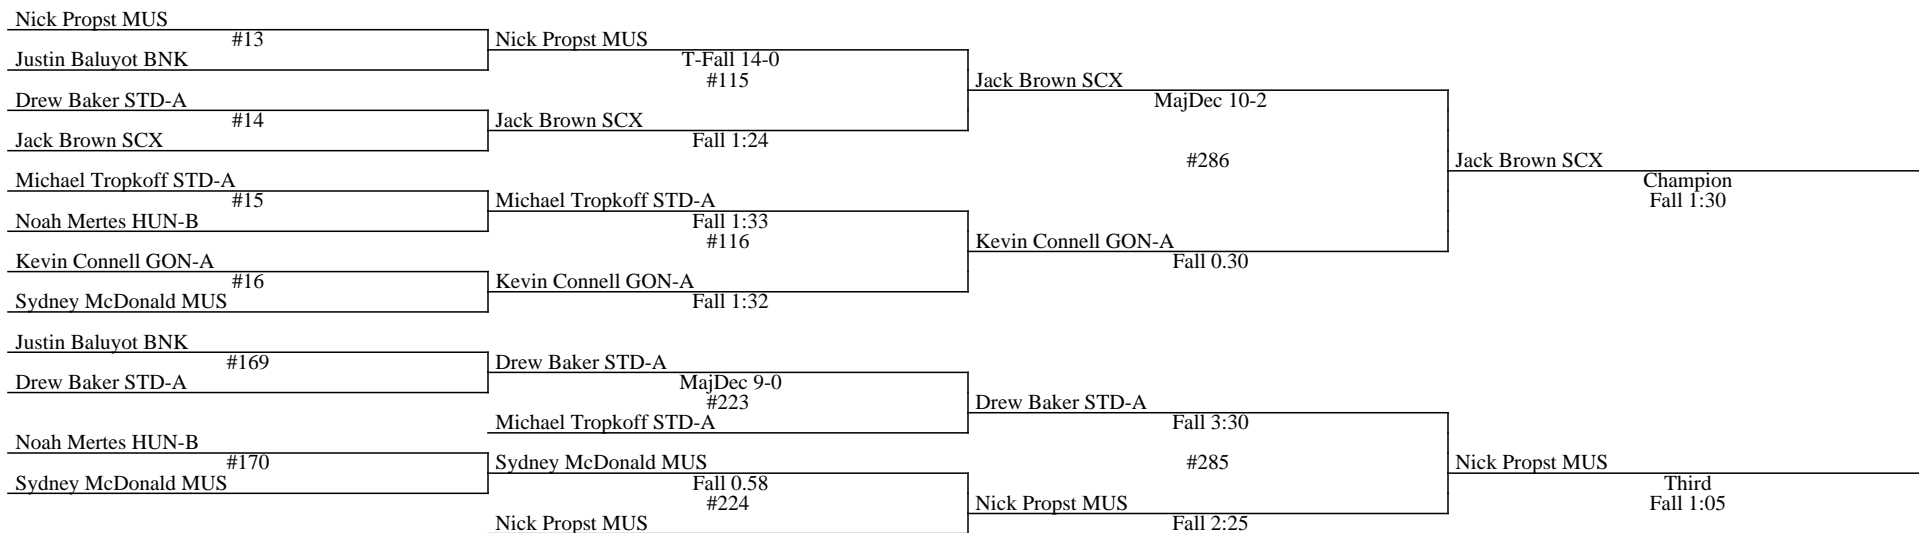 Nick Propst MUS
#13
Justin Baluyot BNK
Nick Propst MUS
T-Fall 14-0
#115
Drew Baker STD-A
#14
Jack Brown SCX
Jack Brown SCX
Fall 1:24
Jack Brown SCX
MajDec 10-2
#286
Michael Tropkoff STD-A
#15
Noah Mertes HUN-B
Michael Tropkoff STD-A
Fall 1:33
#116
Kevin Connell GON-A
#16
Sydney McDonald MUS
Kevin Connell GON-A
Fall 1:32
Kevin Connell GON-A
Fall 0.30
Jack Brown SCX
Champion
Fall 1:30
Justin Baluyot BNK
#169
Drew Baker STD-A
Drew Baker STD-A
MajDec 9-0
#223
Michael Tropkoff STD-A
Drew Baker STD-A
Fall 3:30
#285
Noah Mertes HUN-B
#170
Sydney McDonald MUS
Sydney McDonald MUS
Fall 0.58
#224
Nick Propst MUS
Nick Propst MUS
Fall 2:25
Nick Propst MUS
Third
Fall 1:05